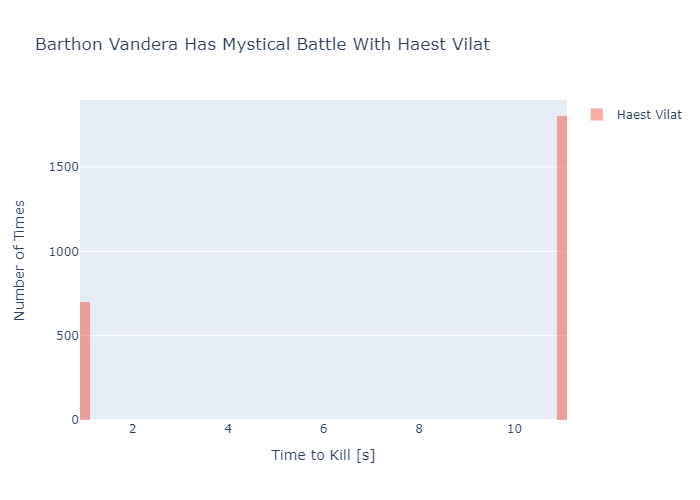 Barthon Vandera Has Mystical Battle With Haest Vilat
Haest Vilat
1500
1000
500
0
Number of Times
2 4 6 8 10
Time to Kill [s]